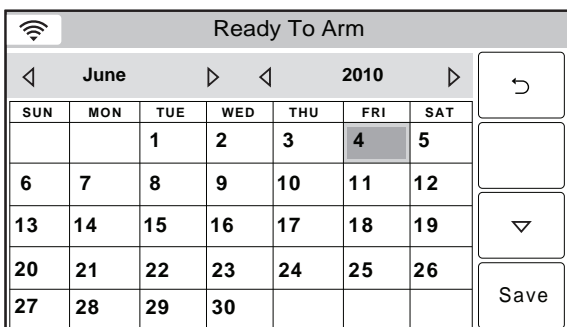 Ready To Arm
June 2010
SUN MON TUE WED THU FRI SAT
1 2 3 4 5
6 7 8 9 10 11 12
13 14 15 16 17 18 19
20 21 22 23 24 25 26
27 28 29 30
Save